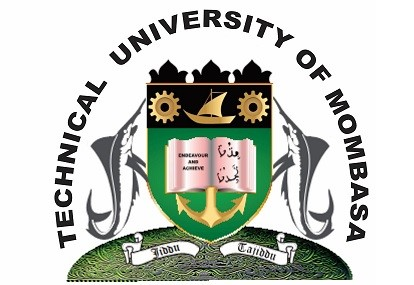 TECHNICAL UNIVERSITY OF MOMBASA
ENDEAVOUR
AND
ACHIEVE
Jiddu Tajiddu